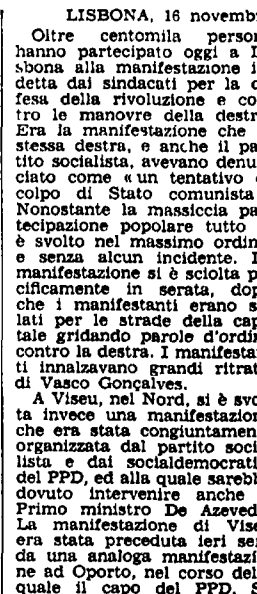 LISBONA, 16 novemb
Oltre centomila person
hanno partecipato oggi a L
sbona alla manifestazione i
detta dai sindacati per la d
fesa della rivoluzione e co
tro le manovre della destr
Era la manifestazione che
stessa destra, e anche il pa
tito socialista, avevano denu
ciato come « un tentativo
colpo di Stato comunista
Nonostante la massiccia pa
tecipazione popolare tutto
è svolto nel massimo ordin
e senza alcun incidente. L
manifestazione si è sciolta p
cificamente in serata, dop
che i manifestanti erano s
lati per le strade della cap
tale gridando parole d'ordin
contro la destra. I manifesta
ti innalzavano grandi ritrat
di Vasco Gonçalves.
A Viseu, nel Nord, si è svo
ta invece una manifestazion
che era stata congiuntamen
organizzata dal partito soci
lista e dai socialdemocrati
del PPD, ed alla quale sareb
dovuto intervenire anche
Primo ministro De Azeved
La manifestazione di Vise
era stata preceduta ieri se
da una analoga manifestazi
ne ad Oporto, nel corso del
quale il capo del PPD, S